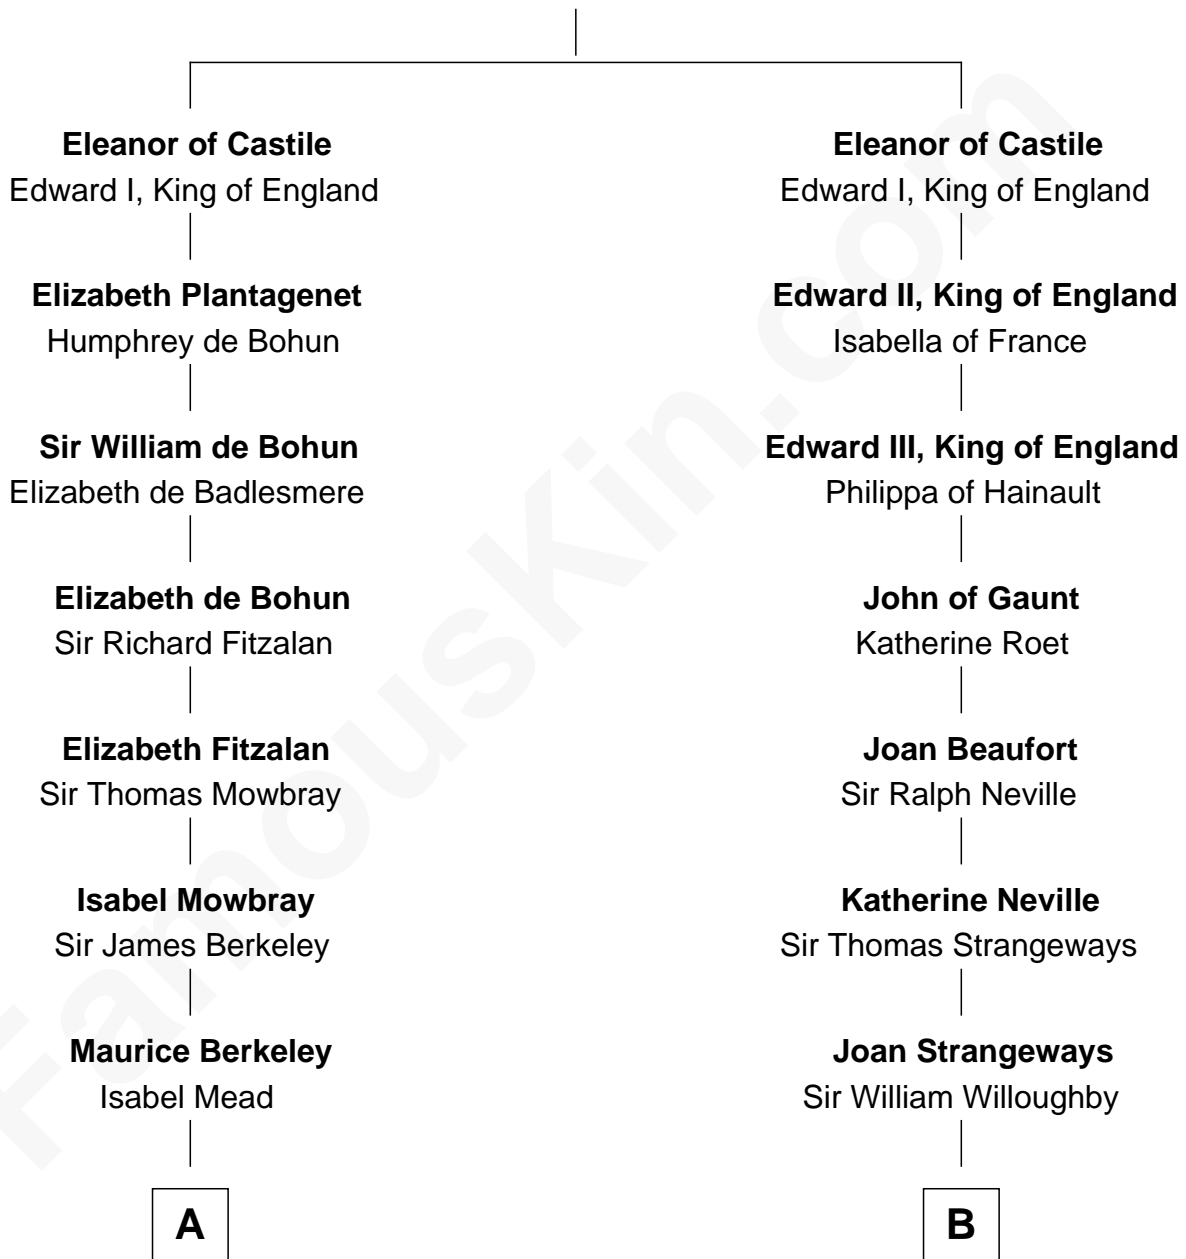 Eleanor of Castile
Edward I, King of England
Elizabeth Plantagenet
Humphrey de Bohun
Sir William de Bohun
Elizabeth de Badlesmere
Elizabeth de Bohun
Sir Richard Fitzalan
Elizabeth Fitzalan
Sir Thomas Mowbray
Isabel Mowbray
Sir James Berkeley
Maurice Berkeley
Isabel Mead
A
Eleanor of Castile
Edward I, King of England
Edward II, King of England
Isabella of France
Edward III, King of England
Philippa of Hainault
John of Gaunt
Katherine Roet
Joan Beaufort
Sir Ralph Neville
Katherine Neville
Sir Thomas Strangeways
Joan Strangeways
Sir William Willoughby
B
FamousKin.com